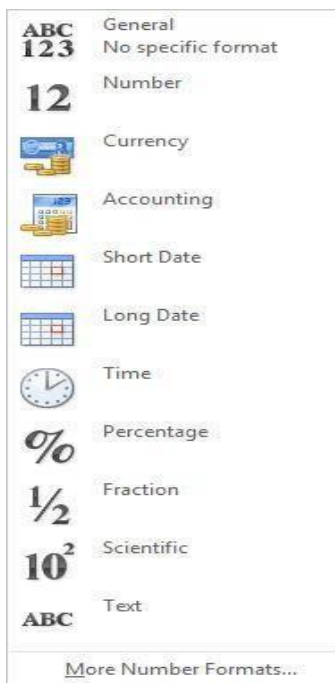 ABC
123
General
No specific format
12
Number
Currency
123
Accounting
Short Date
Long Date
Time
%
Percentage
½
Fraction
10²
Scientific
ABC
Text
More Number Formats...